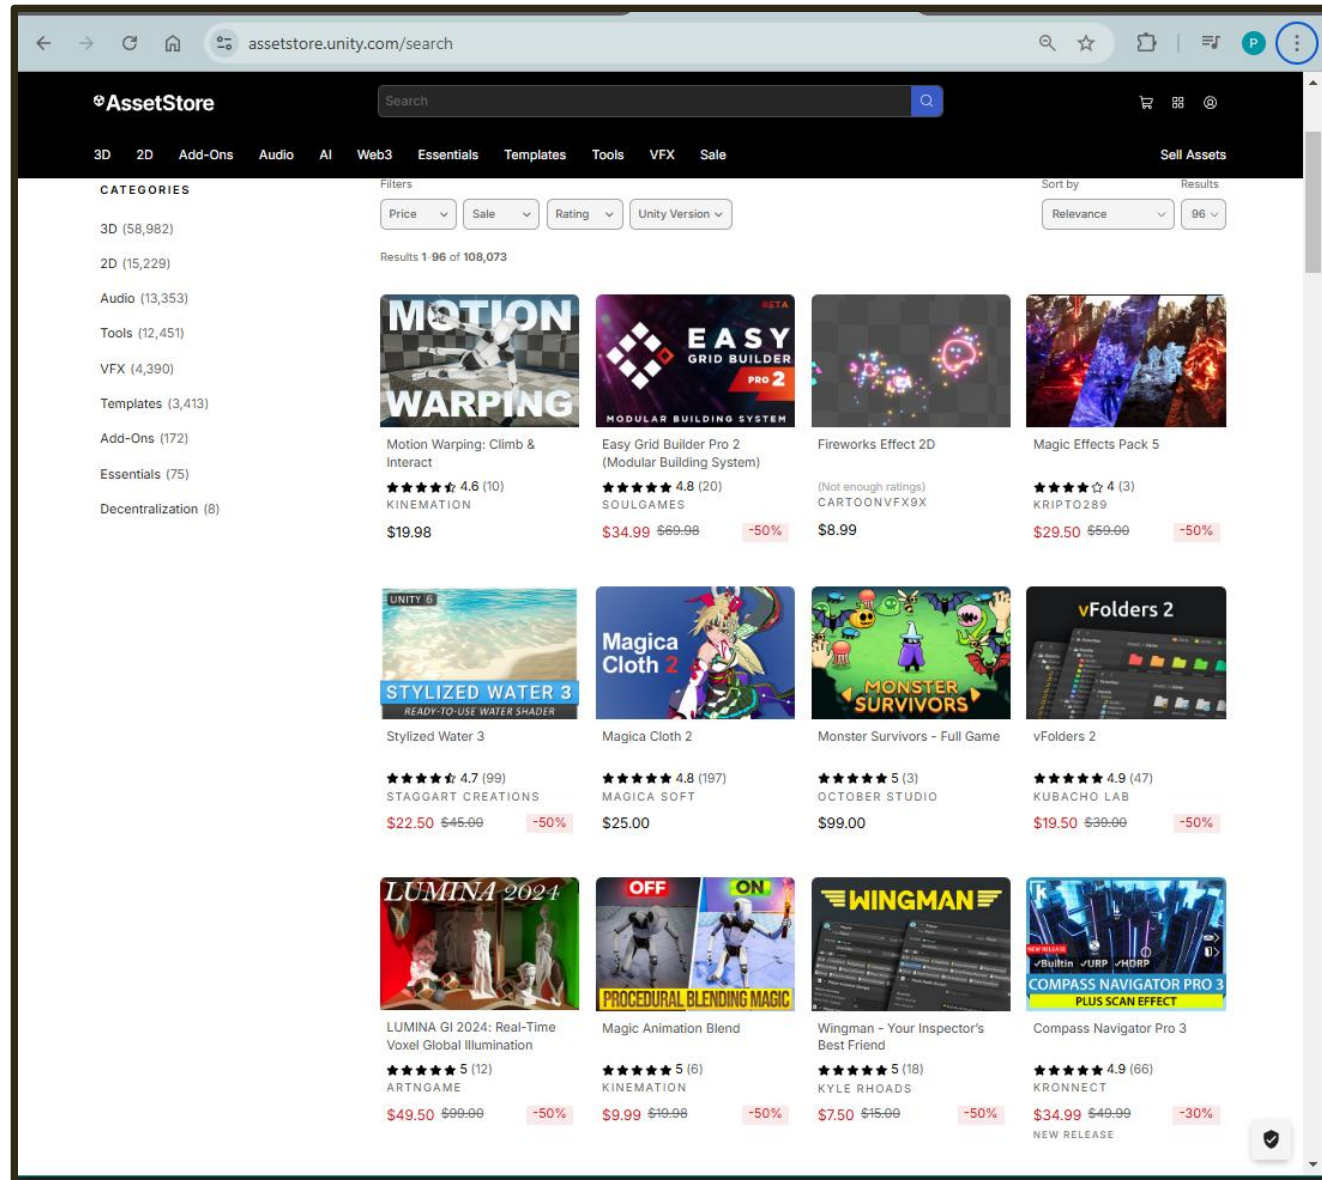 assetstore.unity.com/search
P
AssetStore
Search
3D 2D Add-Ons Audio AI Web3 Essentials Templates Tools VFX Sale Sell Assets
CATEGORIES
3D (58,982)
2D (15,229)
Audio (13,353)
Tools (12,451)
VFX (4,390)
Templates (3,413)
Add-Ons (172)
Essentials (75)
Decentralization (8)
Filters
Sort by Results
Price Sale Rating Unity Version Relevance 96
Results 1-96 of 108,073
MOTION
WARPING
Motion Warping: Climb &
Interact
4.6 (10)
KINEMATION
$19.98
BETA
EASY
GRID BUILDER
PRO 2
MODULAR BUILDING SYSTEM
Easy Grid Builder Pro 2
(Modular Building System)
4.8 (20)
SOULGAMES
$34.99 $69.98 -50%
Fireworks Effect 2D
(Not enough ratings)
CARTOONVFX9X
$8.99
Magic Effects Pack 5
4 (3)
KRIPTO289
$29.50 $59.00 -50%
UNITY 6
STYLIZED WATER 3
READY-TO-USE WATER SHADER
Stylized Water 3
4.7 (99)
STAGGART CREATIONS
$22.50 $45.00 -50%
Magica
Cloth 2
Magica Cloth 2
4.8 (197)
MAGICA SOFT
$25.00
MONSTER
SURVIVORS
Monster Survivors - Full Game
5 (3)
OCTOBER STUDIO
$99.00
vFolders 2
vFolders 2
4.9 (47)
KUBACHO LAB
$19.50 $39.00 -50%
LUMINA 2024
LUMINA GI 2024: Real-Time
Voxel Global Illumination
5 (12)
ARTNGAME
$49.50 $99.00 -50%
OFF ON
PROCEDURAL BLENDING MAGIC
Magic Animation Blend
5 (6)
KINEMATION
$9.99 $19.98 -50%
WINGMAN
Wingman - Your Inspector's
Best Friend
5 (18)
KYLE RHOADS
$7.50 $15.00 -50%
k
NEW RELEASE
✓Builtin ✓URP ✓HDRP
COMPASS NAVIGATOR PRO 3
PLUS SCAN EFFECT
Compass Navigator Pro 3
4.9 (66)
KRONNECT
$34.99 $49.99 -30%
NEW RELEASE